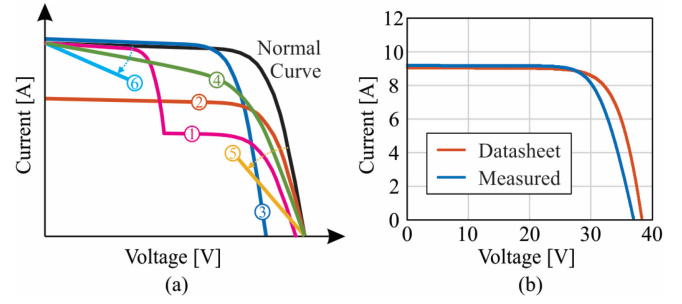 Current [A]
Normal
Curve
①
②
③
④
⑤
⑥
Voltage [V]
(a)
Current [A]
12
10
8
6
4
2
0
Datasheet
Measured
0 10 20 30 40
Voltage [V]
(b)